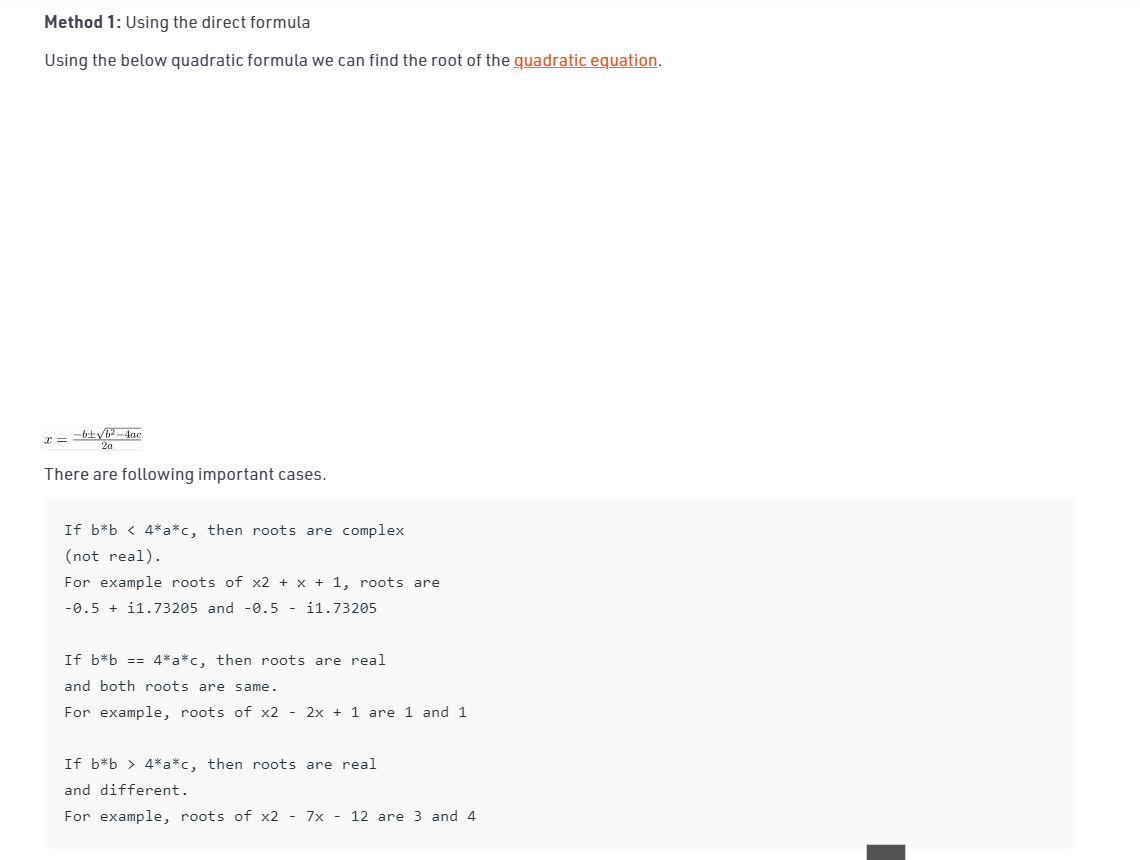 Method 1: Using the direct formula
Using the below quadratic formula we can find the root of the quadratic equation.
x = \frac{-b±\sqrt{b^2-4ac}}{2a}
There are following important cases.
If b*b < 4*a*c, then roots are complex
(not real).
For example roots of x2 + x + 1, roots are
-0.5 + i1.73205 and -0.5 - i1.73205
If b*b == 4*a*c, then roots are real
and both roots are same.
For example, roots of x2 - 2x + 1 are 1 and 1
If b*b > 4*a*c, then roots are real
and different.
For example, roots of x2 - 7x - 12 are 3 and 4